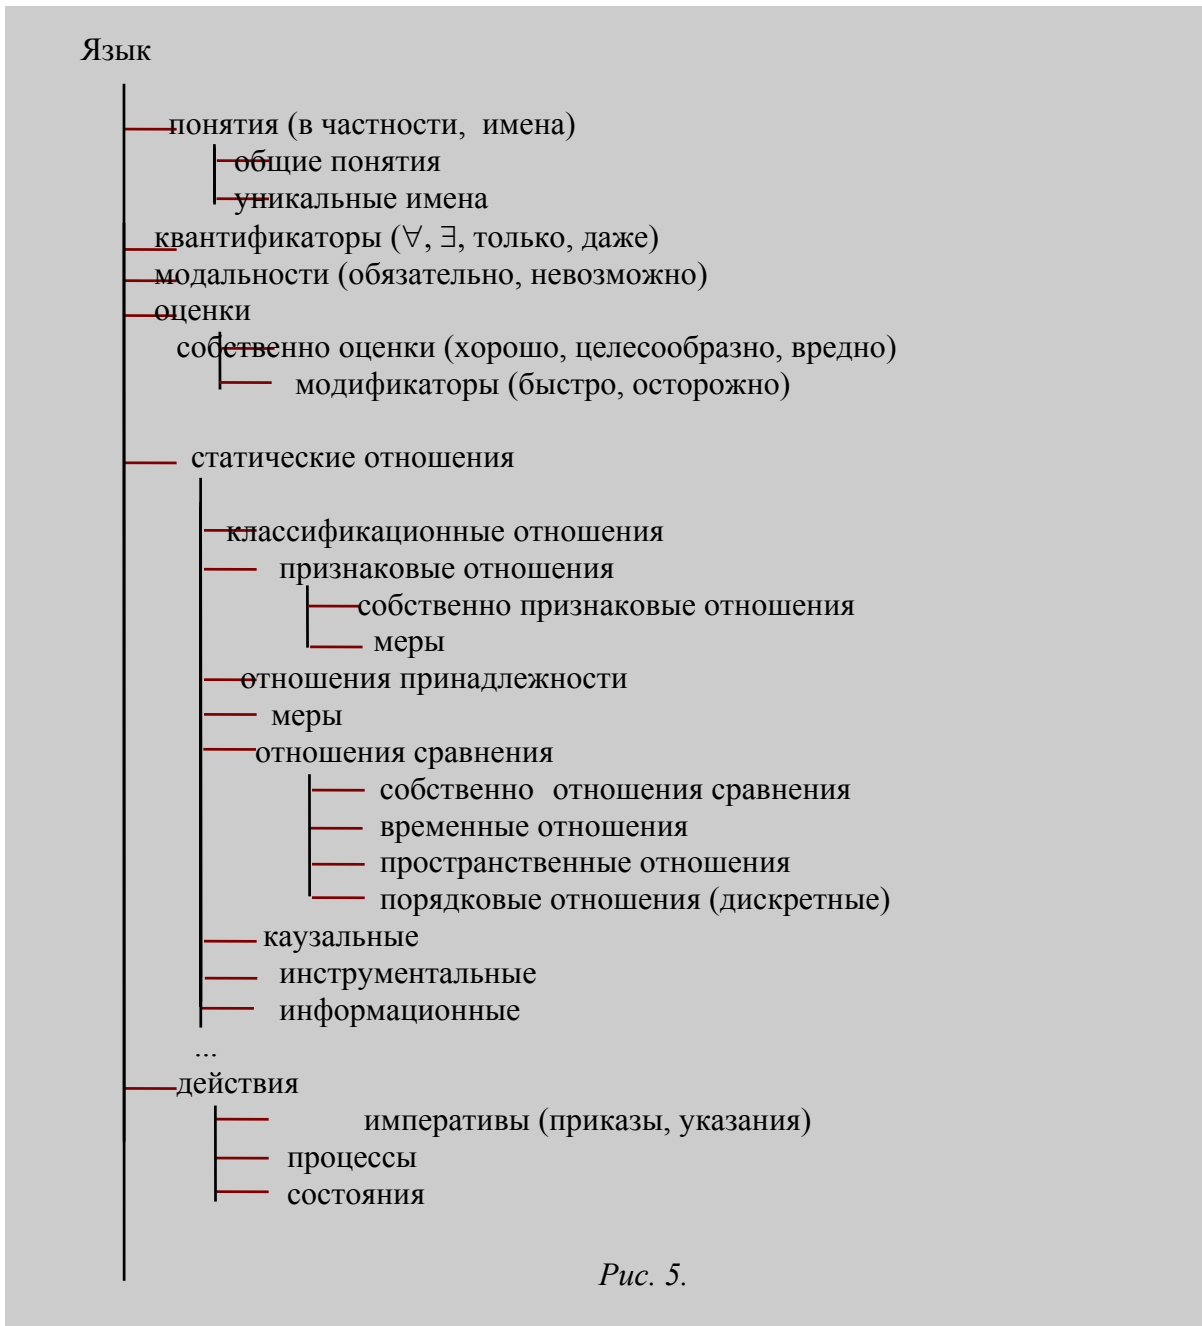 Язык
понятия (в частности, имена)
общие понятия
уникальные имена
квантификаторы (∀, ∃, только, даже)
модальности (обязательно, невозможно)
оценки
собственно оценки (хорошо, целесообразно, вредно)
модификаторы (быстро, осторожно)
статические отношения
классификационные отношения
признаковые отношения
собственно признаковые отношения
меры
отношения принадлежности
меры
отношения сравнения
собственно отношения сравнения
временные отношения
пространственные отношения
порядковые отношения (дискретные)
каузальные
инструментальные
информационные
...
действия
императивы (приказы, указания)
процессы
состояния
Рис. 5.